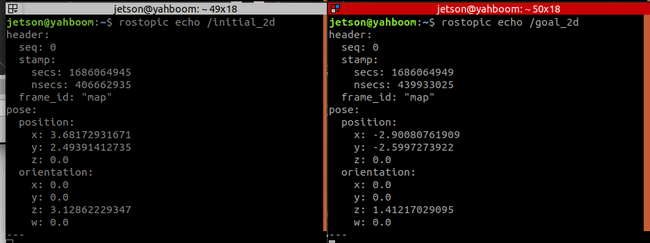 jetson@yahboom: ~ 49x18
jetson@yahboom:~$ rostopic echo /initial_2d
header:
  seq: 0
  stamp:
    secs: 1686064945
    nsecs: 406662935
  frame_id: "map"
pose:
  position:
    x: 3.68172931671
    y: 2.49391412735
    z: 0.0
  orientation:
    x: 0.0
    y: 0.0
    z: 3.12862229347
    w: 0.0
---
jetson@yahboom: ~ 50x18
jetson@yahboom:~$ rostopic echo /goal_2d
header:
  seq: 0
  stamp:
    secs: 1686064949
    nsecs: 439933025
  frame_id: "map"
pose:
  position:
    x: -2.90080761909
    y: -2.5997273922
    z: 0.0
  orientation:
    x: 0.0
    y: 0.0
    z: 1.41217029095
    w: 0.0
---